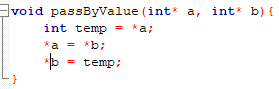 void passByValue(int* a, int* b){
int temp = *a;
*a = *b;
*b = temp;
}